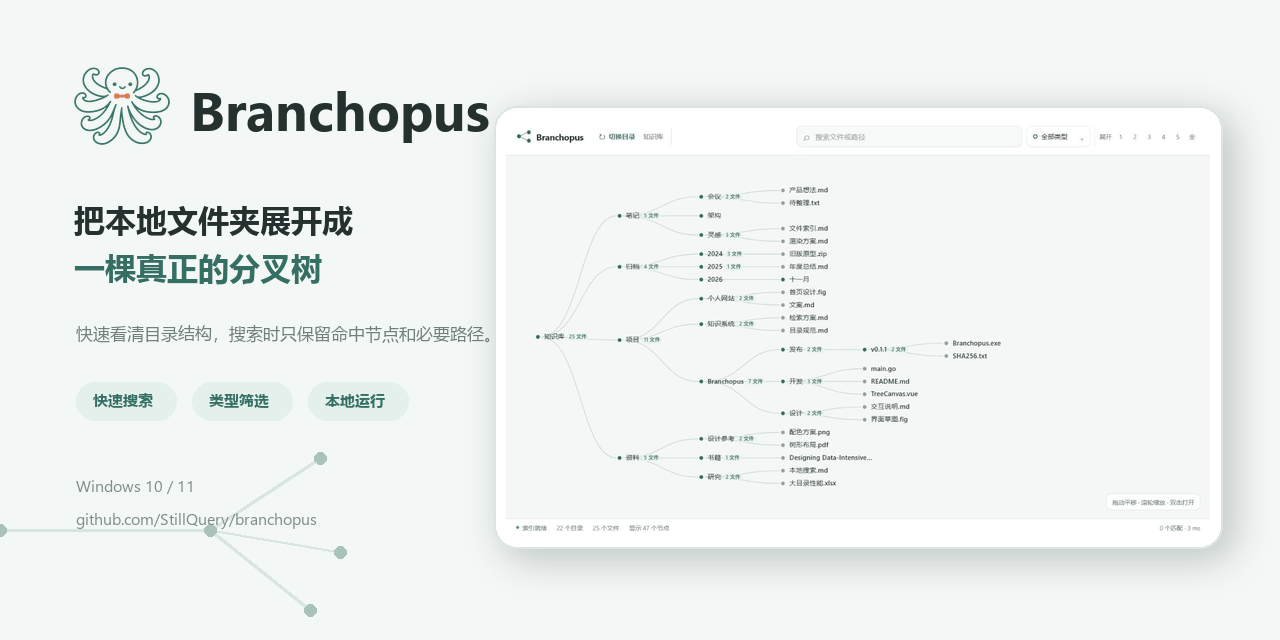 Branchopus
把本地文件夹展开成
一棵真正的分叉树
快速看清目录结构，搜索时只保留命中节点和必要路径。
快速搜索 类型筛选 本地运行
Windows 10 / 11
github.com/StillQuery/branchopus
Branchopus 切换目录 知识库 搜索文件或路径 全部类型 展开 1 2 3 4 5 全
知识库 25 文件
笔记 5 文件
会议 2 文件
产品想法.md
待整理.txt
架构
灵感 3 文件
文件索引.md
渲染方案.md
归档 4 文件
2024 3 文件
旧版原型.zip
2025 1 文件
年度总结.md
2026
十一月
项目 11 文件
个人网站 2 文件
首页设计.fig
文案.md
知识系统 2 文件
检索方案.md
目录规范.md
Branchopus 7 文件
发布 2 文件
v0.1.1 2 文件
Branchopus.exe
SHA256.txt
开发 3 文件
main.go
README.md
TreeCanvas.vue
设计 2 文件
交互说明.md
界面草图.fig
资料 5 文件
设计参考 2 文件
配色方案.png
树形布局.pdf
书籍 1 文件
Designing Data-Intensive...
研究 2 文件
本地搜索.md
大目录性能.xlsx
拖动平移 · 滚轮缩放 · 双击打开
索引就绪 22 个目录 25 个文件 显示 47 个节点 0 个匹配 · 3 ms